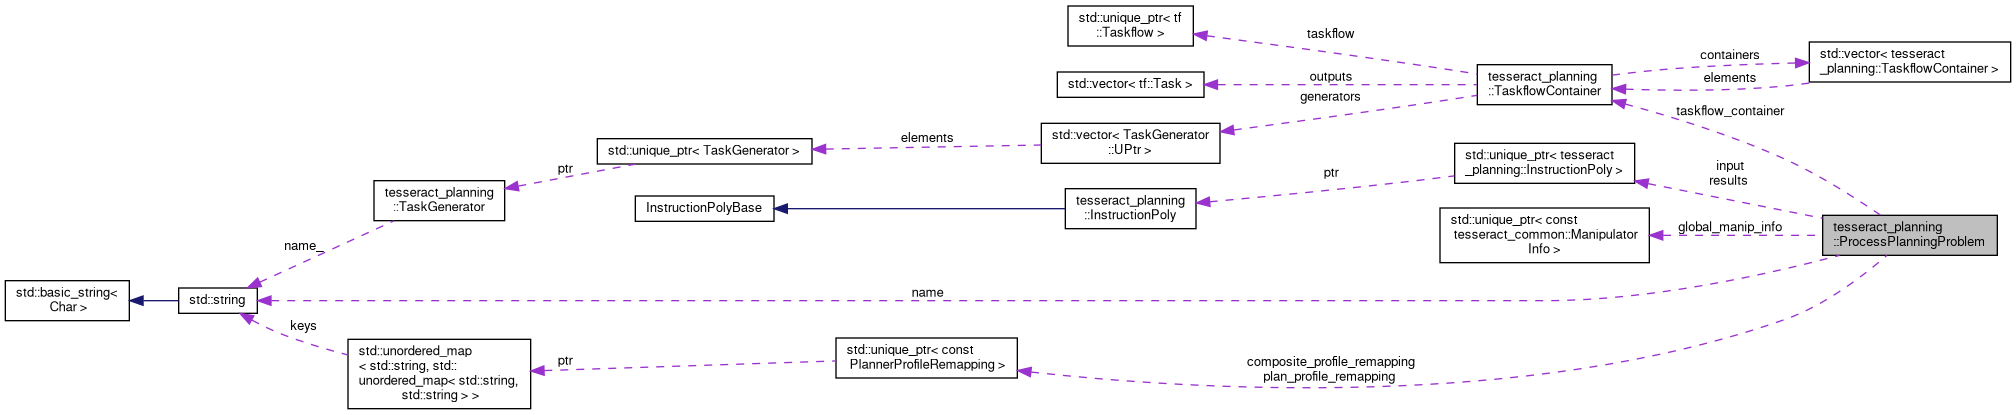 std::unique_ptr< tf
::Taskflow >
taskflow
containers
std::vector< tesseract
_planning::TaskflowContainer >
std::vector< tf::Task >
outputs
tesseract_planning
::TaskflowContainer
elements
generators
taskflow_container
std::unique_ptr< TaskGenerator >
elements
std::vector< TaskGenerator
::UPtr >
ptr
tesseract_planning
::TaskGenerator
InstructionPolyBase
tesseract_planning
::InstructionPoly
ptr
std::unique_ptr< tesseract
_planning::InstructionPoly >
input
results
std::unique_ptr< const
tesseract_common::Manipulator
Info >
global_manip_info
tesseract_planning
::ProcessPlanningProblem
name_
std::basic_string<
Char >
std::string
name
keys
std::unordered_map
< std::string, std::
unordered_map< std::string,
std::string > >
ptr
std::unique_ptr< const
PlannerProfileRemapping >
composite_profile_remapping
plan_profile_remapping